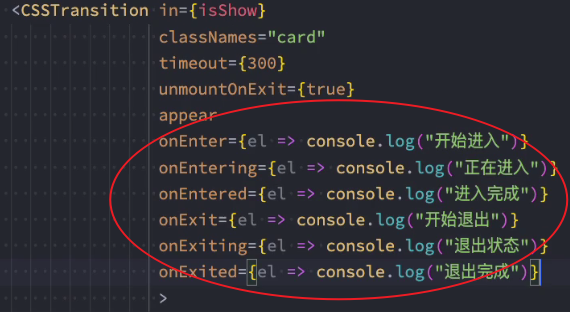 <CSSTransition in={isShow}
classNames="card"
timeout={300}
unmountOnExit={true}
appear
onEnter={el => console.log("开始进入")}
onEntering={el => console.log("正在进入")}
onEntered={el => console.log("进入完成")}
onExit={el => console.log("开始退出")}
onExiting={el => console.log("退出状态")}
onExited={el => console.log("退出完成")}
>